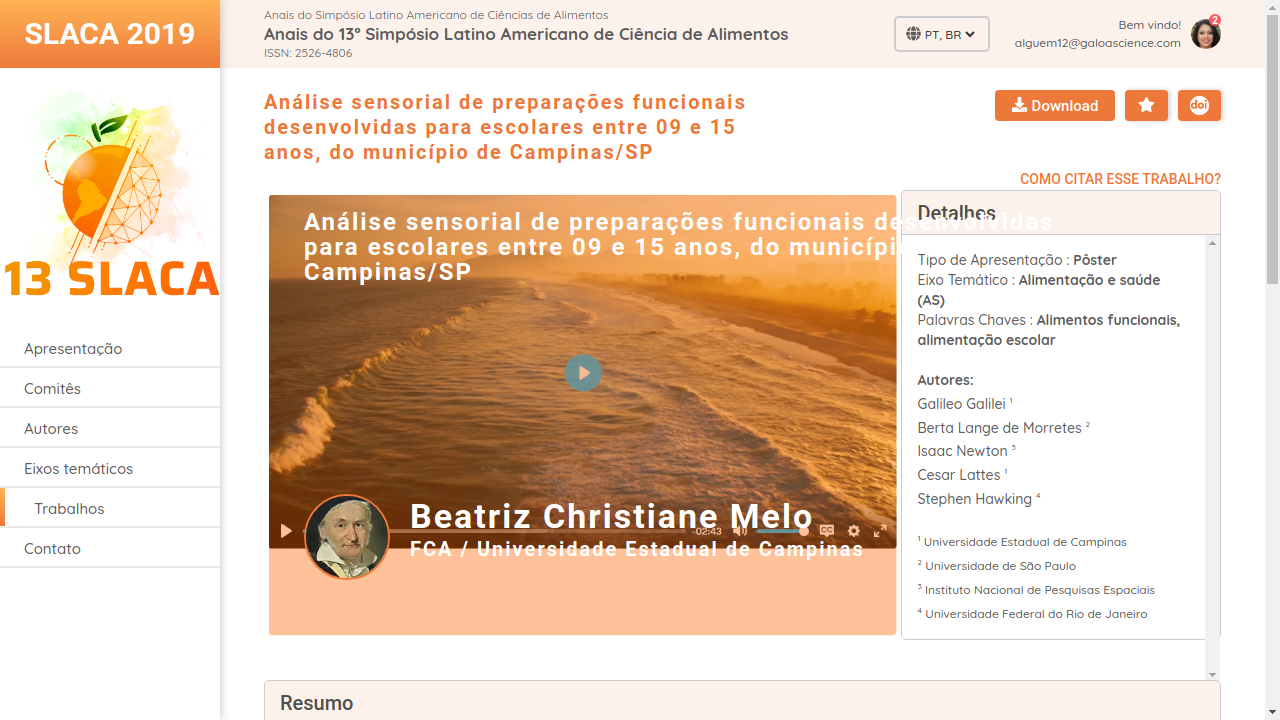 SLACA 2019
Anais do Simpósio Latino Americano de Ciências de Alimentos
Anais do 13º Simpósio Latino Americano de Ciência de Alimentos
ISSN: 2526-4806
PT, BR
Bem vindo!
alguem12@galoascience.com
2
13 SLACA
Apresentação
Comitês
Autores
Eixos temáticos
Trabalhos
Contato
Análise sensorial de preparações funcionais
desenvolvidas para escolares entre 09 e 15
anos, do município de Campinas/SP
Download
doi
COMO CITAR ESSE TRABALHO?
Análise sensorial de preparações funcionais desenvolvidas
para escolares entre 09 e 15 anos, do municípi
Campinas/SP
Beatriz Christiane Melo
-02:43
CC
FCA / Universidade Estadual de Campinas
Detalhes
Tipo de Apresentação : Pôster
Eixo Temático : Alimentação e saúde
(AS)
Palavras Chaves : Alimentos funcionais,
alimentação escolar
Autores:
Galileo Galilei ¹
Berta Lange de Morretes ²
Isaac Newton ³
Cesar Lattes ¹
Stephen Hawking ⁴
¹ Universidade Estadual de Campinas
² Universidade de São Paulo
³ Instituto Nacional de Pesquisas Espaciais
⁴ Universidade Federal do Rio de Janeiro
Resumo